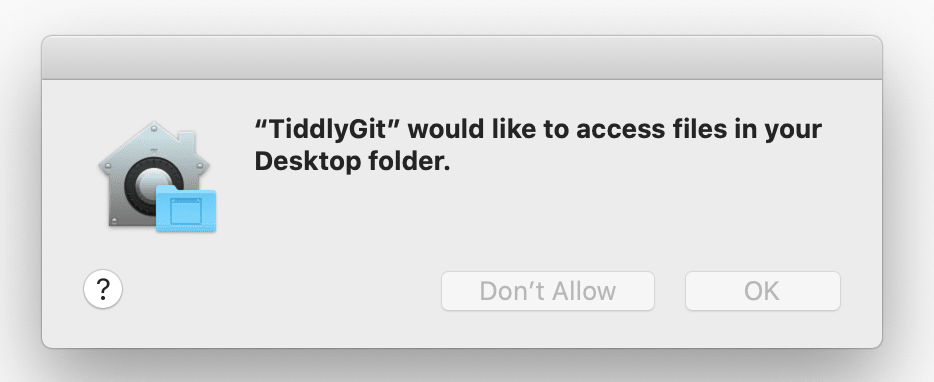 “TiddlyGit” would like to access files in your
Desktop folder.
?
Don’t Allow
OK